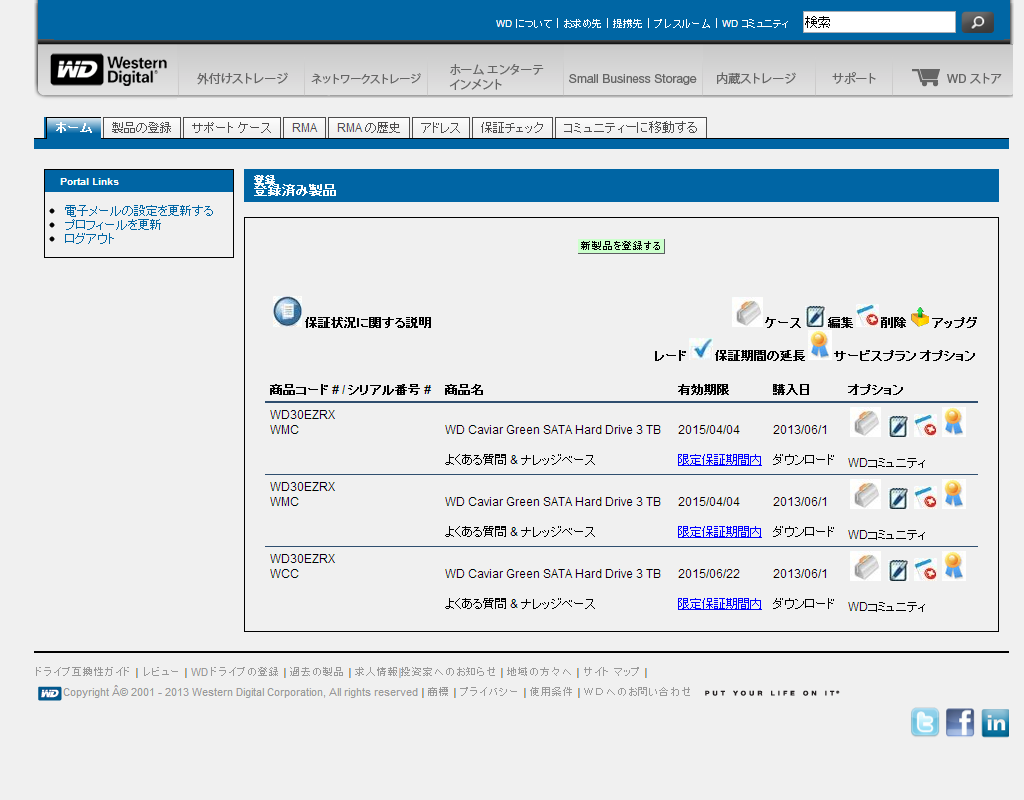 WD について | お求め先 | 提携先 | プレスルーム | WD コミュニティ 検索
WD Western Digital®
外付けストレージ ネットワークストレージ ホーム エンターテインメント Small Business Storage 内蔵ストレージ サポート WD ストア
ホーム 製品の登録 サポート ケース RMA RMA の歴史 アドレス 保証チェック コミュニティーに移動する
Portal Links
電子メールの設定を更新する
プロフィールを更新
ログアウト
登録
登録済み製品
新製品を登録する
保証状況に関する説明
ケース 編集 削除 アップグ
レード 保証期間の延長 サービスプラン オプション
商品コード # / シリアル番号 # 商品名 有効期限 購入日 オプション
WD30EZRX
WMC WD Caviar Green SATA Hard Drive 3 TB 2015/04/04 2013/06/1
よくある質問 & ナレッジベース 限定保証期間内 ダウンロード WDコミュニティ
WD30EZRX
WMC WD Caviar Green SATA Hard Drive 3 TB 2015/04/04 2013/06/1
よくある質問 & ナレッジベース 限定保証期間内 ダウンロード WDコミュニティ
WD30EZRX
WCC WD Caviar Green SATA Hard Drive 3 TB 2015/06/22 2013/06/1
よくある質問 & ナレッジベース 限定保証期間内 ダウンロード WDコミュニティ
ドライブ互換性ガイド | レビュー | WDドライブの登録 | 過去の製品 | 求人情報|投資家へのお知らせ | 地域の方々へ | サイト マップ |
WD Copyright Â© 2001 - 2013 Western Digital Corporation, All rights reserved | 商標 | プライバシー | 使用条件 | ＷＤへのお問い合わせ PUT YOUR LIFE ON IT®
t f in